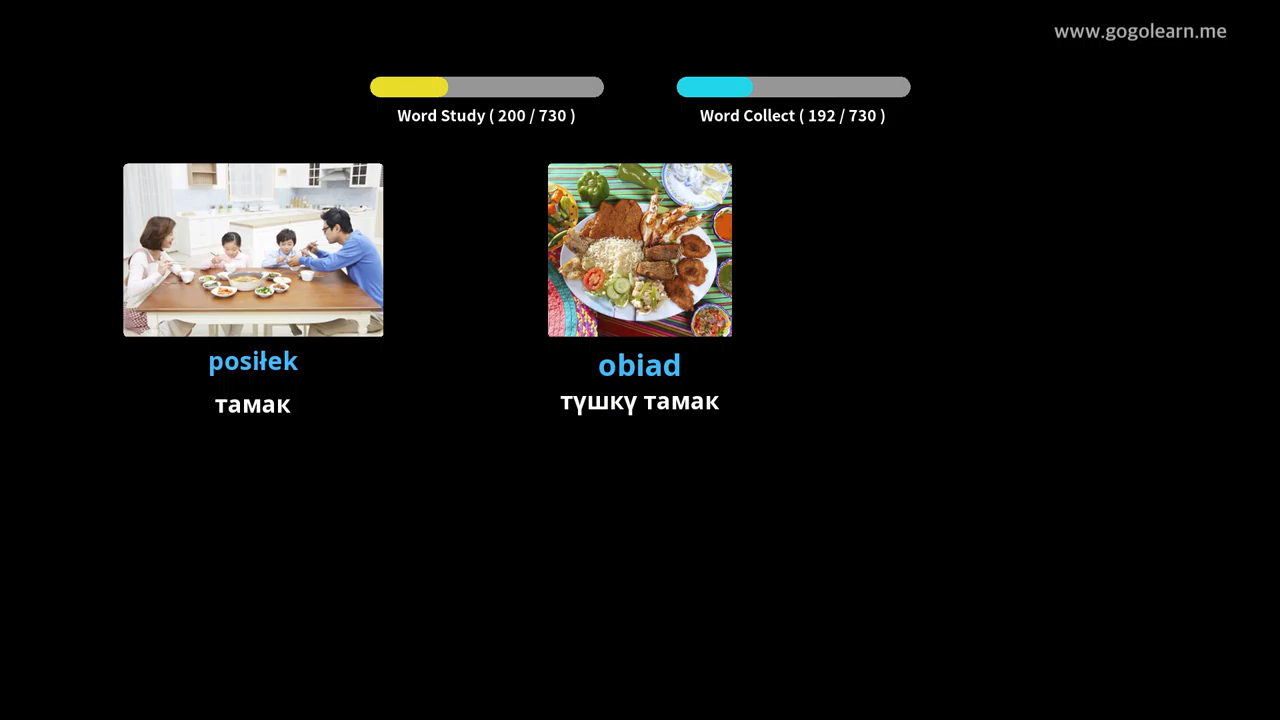 www.gogolearn.me
Word Study ( 200 / 730 )
Word Collect ( 192 / 730 )
posiłek
тамак
obiad
түшкү тамак